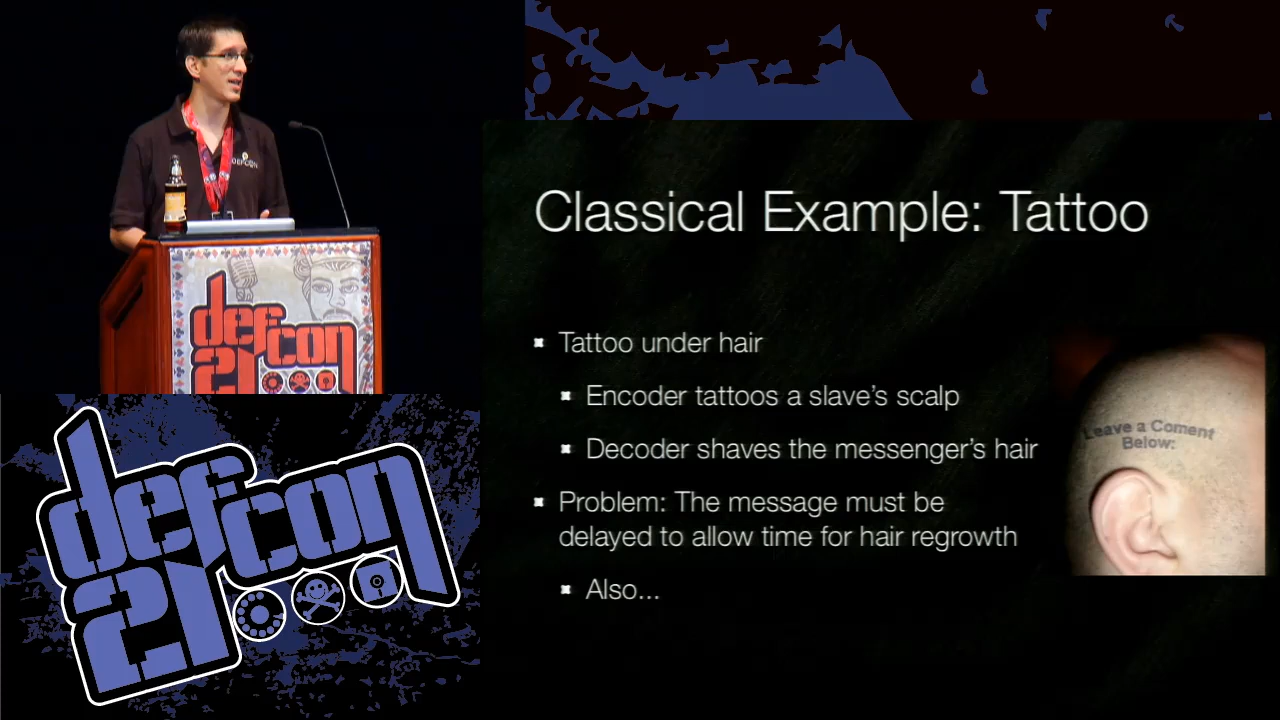 DEFCON
defcon
21
defcon
21
Classical Example: Tattoo
Tattoo under hair
Encoder tattoos a slave's scalp
Decoder shaves the messenger's hair
Problem: The message must be
delayed to allow time for hair regrowth
Also...
Leave a Coment
Below: